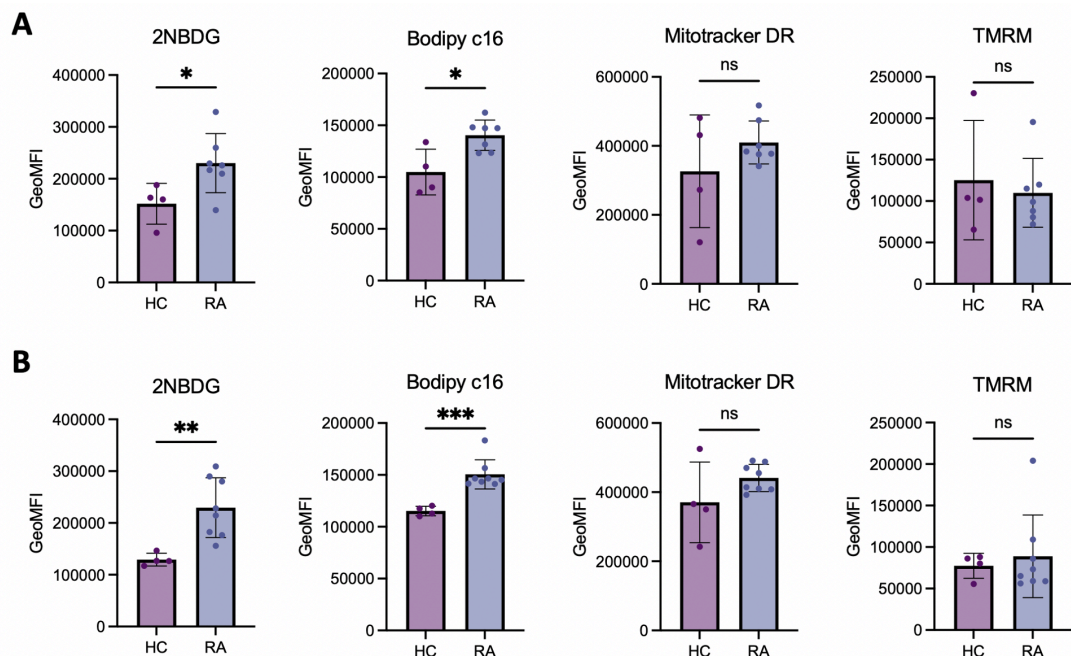 A
2NBDG
400000
300000
200000
100000
0
GeoMFI
*
HC RA
Bodipy c16
200000
150000
100000
50000
0
GeoMFI
*
HC RA
Mitotracker DR
600000
400000
200000
0
GeoMFI
ns
HC RA
TMRM
250000
200000
150000
100000
50000
0
GeoMFI
ns
HC RA
B
2NBDG
400000
300000
200000
100000
0
GeoMFI
**
HC RA
Bodipy c16
200000
150000
100000
50000
0
GeoMFI
***
HC RA
Mitotracker DR
600000
400000
200000
0
GeoMFI
ns
HC RA
TMRM
250000
200000
150000
100000
50000
0
GeoMFI
ns
HC RA